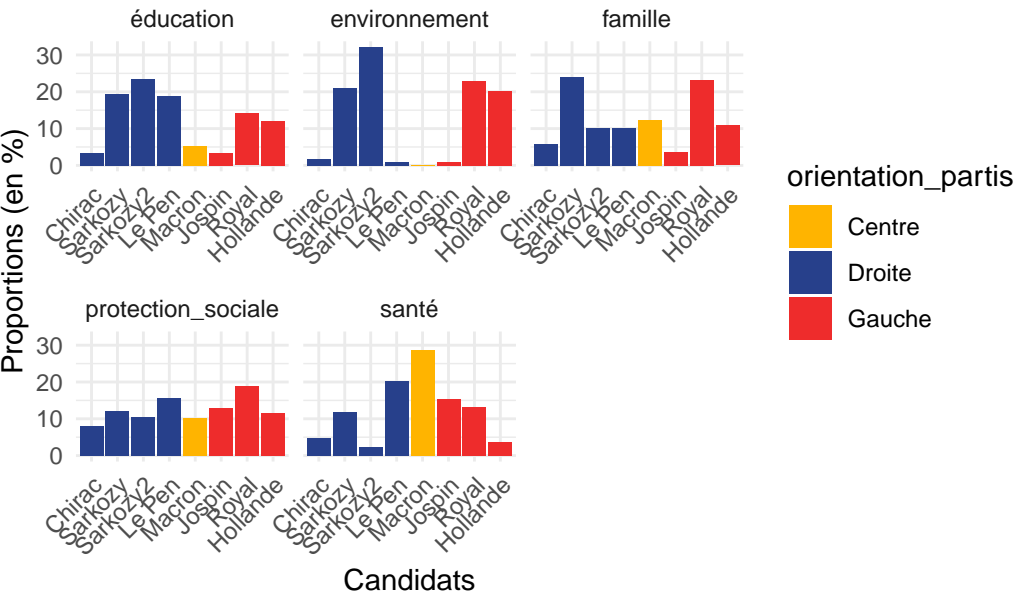 éducation environnement famille
30
20
10
0
Chirac Sarkozy Sarkozy2 Le Pen Macron Jospin Royal Hollande
Chirac Sarkozy Sarkozy2 Le Pen Macron Jospin Royal Hollande
Chirac Sarkozy Sarkozy2 Le Pen Macron Jospin Royal Hollande
protection_sociale santé
30
20
10
0
Chirac Sarkozy Sarkozy2 Le Pen Macron Jospin Royal Hollande
Chirac Sarkozy Sarkozy2 Le Pen Macron Jospin Royal Hollande
Proportions (en %)
Candidats
orientation_partis
Centre
Droite
Gauche